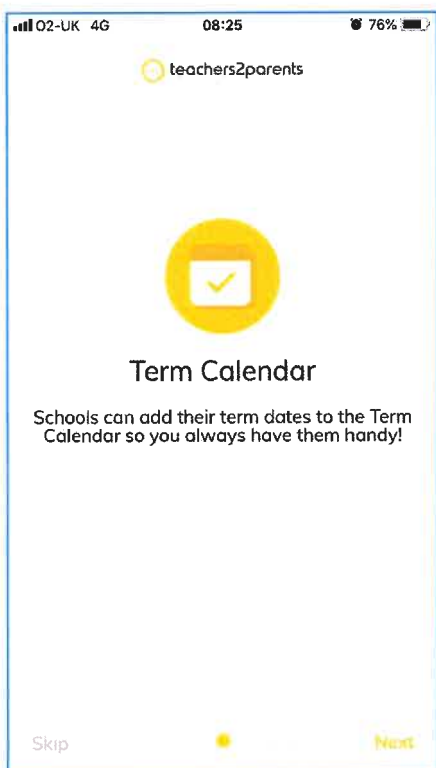 O2-UK 4G 08:25 76%
teachers2parents
Term Calendar
Schools can add their term dates to the Term
Calendar so you always have them handy!
Skip Next